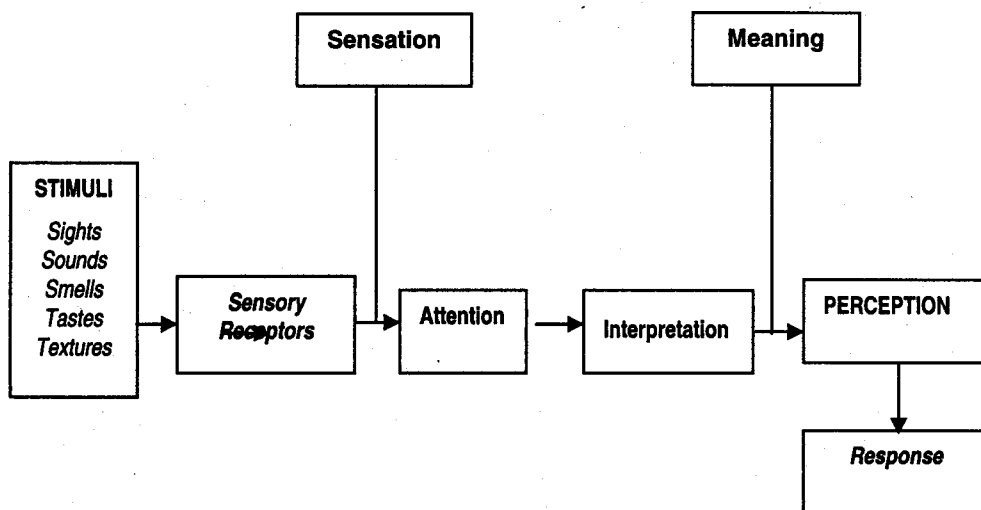 Sensation
Meaning
STIMULI
Sights
Sounds
Smells
Tastes
Textures
Sensory
Receptors
Attention
Interpretation
PERCEPTION
Response